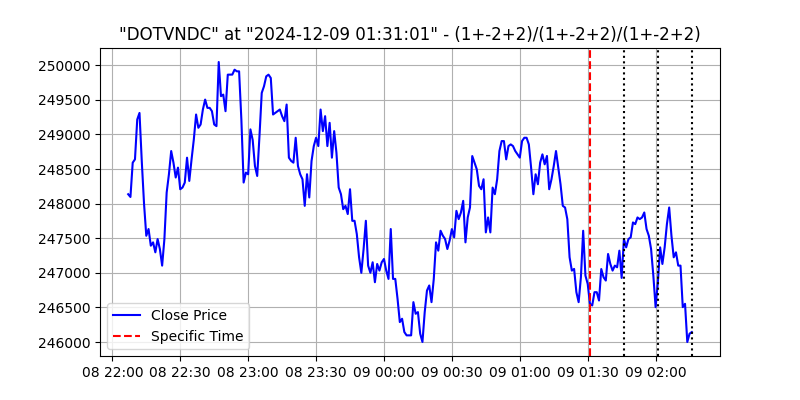 "DOTVNDC" at "2024-12-09 01:31:01" - (1+-2+2)/(1+-2+2)/(1+-2+2)
250000
249500
249000
248500
248000
247500
247000
246500
246000
Close Price
Specific Time
08 22:00 08 22:30 08 23:00 08 23:30 09 00:00 09 00:30 09 01:00 09 01:30 09 02:00